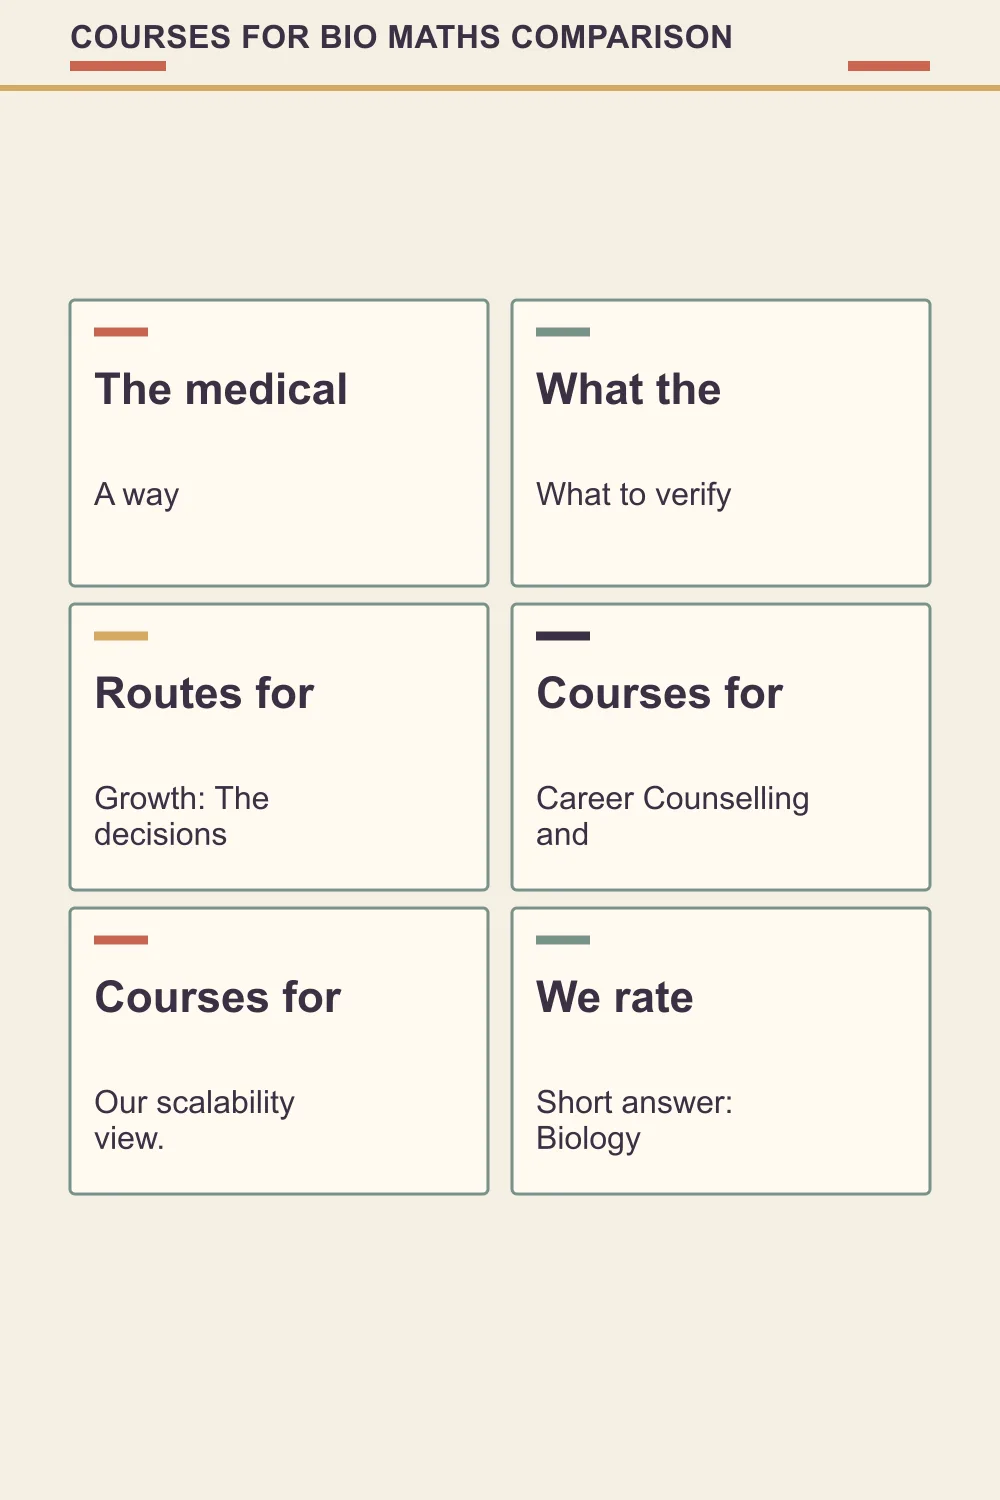 COURSES FOR BIO MATHS COMPARISON
The medical
A way
What the
What to verify
Routes for
Growth: The
decisions
Courses for
Career Counselling
and
Courses for
Our scalability
view.
We rate
Short answer:
Biology